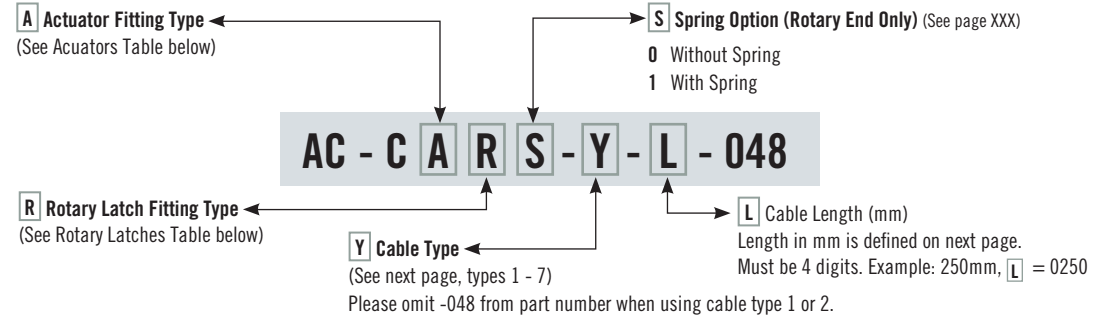 A Actuator Fitting Type
(See Acuators Table below)
S Spring Option (Rotary End Only) (See page XXX)
0 Without Spring
1 With Spring
AC - C A R S - Y - L - 048
R Rotary Latch Fitting Type
(See Rotary Latches Table below)
Y Cable Type
(See next page, types 1 - 7)
Please omit -048 from part number when using cable type 1 or 2.
L Cable Length (mm)
Length in mm is defined on next page.
Must be 4 digits. Example: 250mm, L = 0250